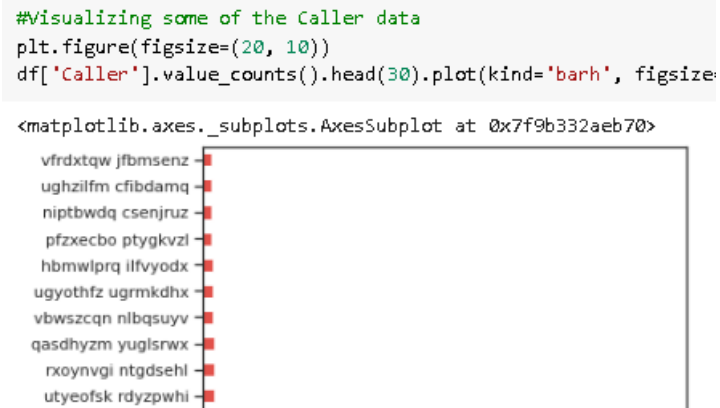 #Visualizing some of the Caller data
plt.figure(figsize=(20, 10))
df['Caller'].value_counts().head(30).plot(kind='barh', figsize=
<matplotlib.axes._subplots.AxesSubplot at 0x7f9b332aeb70>
vfrdxtqw jfbmsenz
ughzilfm cfibdamq
niptbwdq csenjruz
pfzxecbo ptygkvzl
hbmwlprq ilfvyodx
ugyothfz ugrmkdhx
vbwszcqn nlbqsuyv
qasdhyzm yuglsrwx
rxoynvgi ntgdsehl
utyeofsk rdyzpwhi